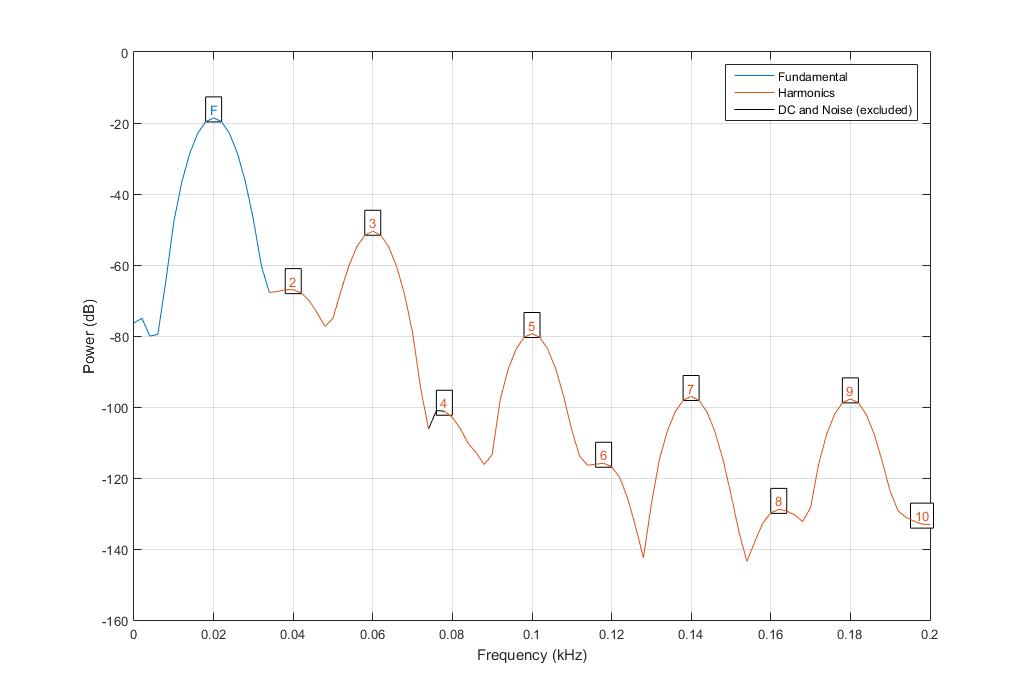 0
-20
-40
-60
-80
-100
-120
-140
-160
Power (dB)
F
2
3
4
5
6
7
8
9
10
Fundamental
Harmonics
DC and Noise (excluded)
0 0.02 0.04 0.06 0.08 0.1 0.12 0.14 0.16 0.18 0.2
Frequency (kHz)